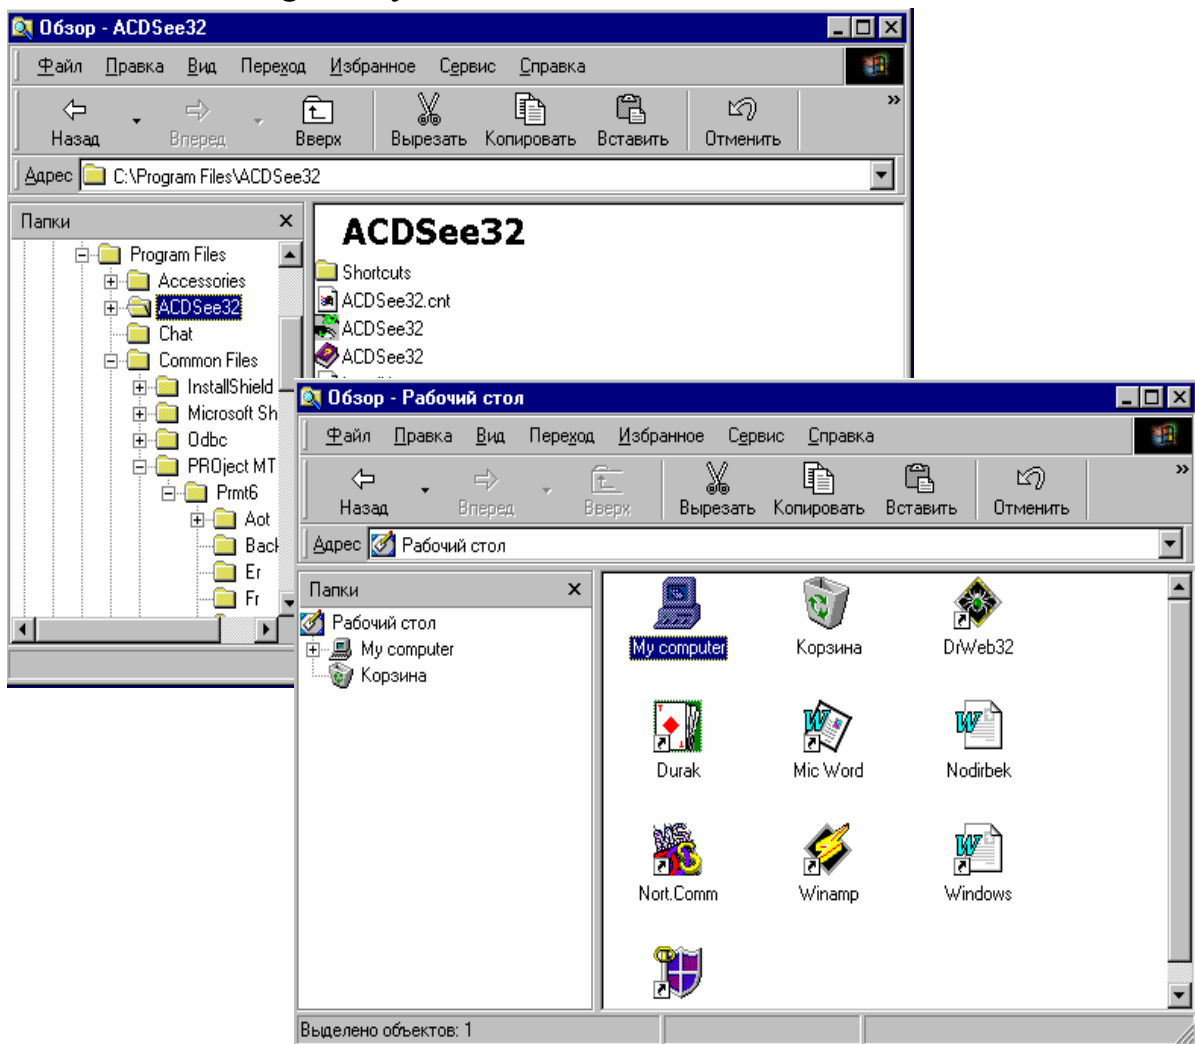 Обзор - ACDSee32
Файл Правка Вид Переход Избранное Сервис Справка
Назад Вперед Вверх Вырезать Копировать Вставить Отменить »
Адрес C:\Program Files\ACDSee32
Папки
Program Files
Accessories
ACDSee32
Chat
Common Files
InstallShield
Microsoft Sh
Odbc
PROject MT
Prmt6
Aot
Back
Er
Fr
ACDSee32
Shortcuts
ACDSee32.cnt
ACDSee32
ACDSee32
Обзор - Рабочий стол
Файл Правка Вид Переход Избранное Сервис Справка
Назад Вперед Вверх Вырезать Копировать Вставить Отменить »
Адрес Рабочий стол
Папки
Рабочий стол
My computer
Корзина
My computer Корзина DrWeb32
Durak Mic Word Nodirbek
Nort.Comm Winamp Windows
Выделено объектов: 1